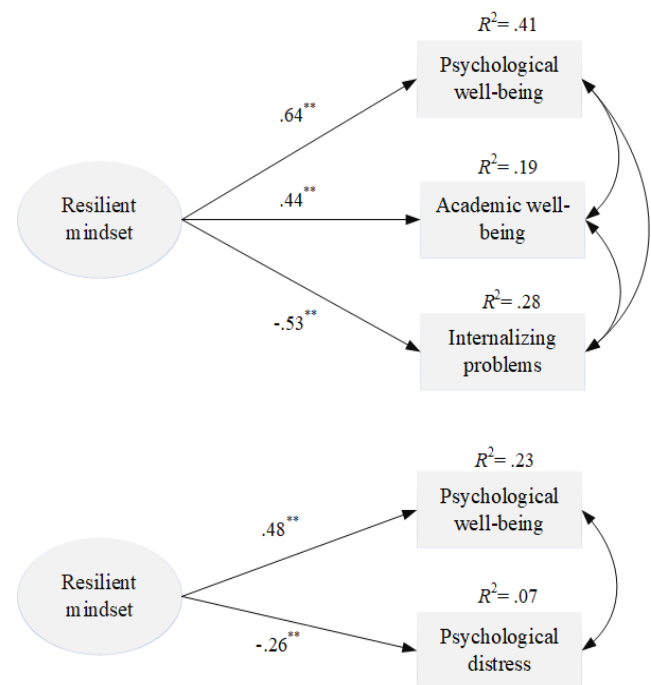 R²= .41
Psychological
well-being
.64**
R²= .19
Resilient
mindset
.44**
Academic well-
being
R²= .28
-.53**
Internalizing
problems
R²= .23
Psychological
well-being
.48**
Resilient
mindset
R²= .07
-.26**
Psychological
distress